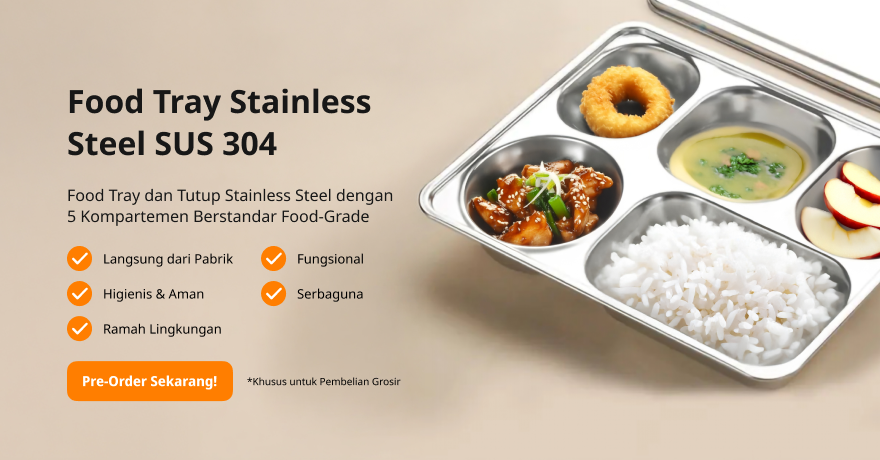 Food Tray Stainless
Steel SUS 304
Food Tray dan Tutup Stainless Steel dengan
5 Kompartemen Berstandar Food-Grade
Langsung dari Pabrik
Fungsional
Higienis & Aman
Serbaguna
Ramah Lingkungan
Pre-Order Sekarang!
*Khusus untuk Pembelian Grosir